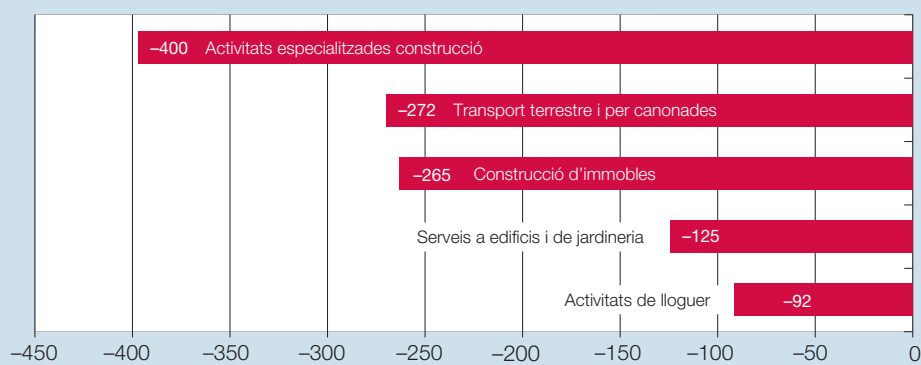 –400 Activitats especialitzades construcció
–272 Transport terrestre i per canonades
–265 Construcció d’immobles
Serveis a edificis i de jardineria –125
Activitats de lloguer –92
–450 –400 –350 –300 –250 –200 –150 –100 –50 0